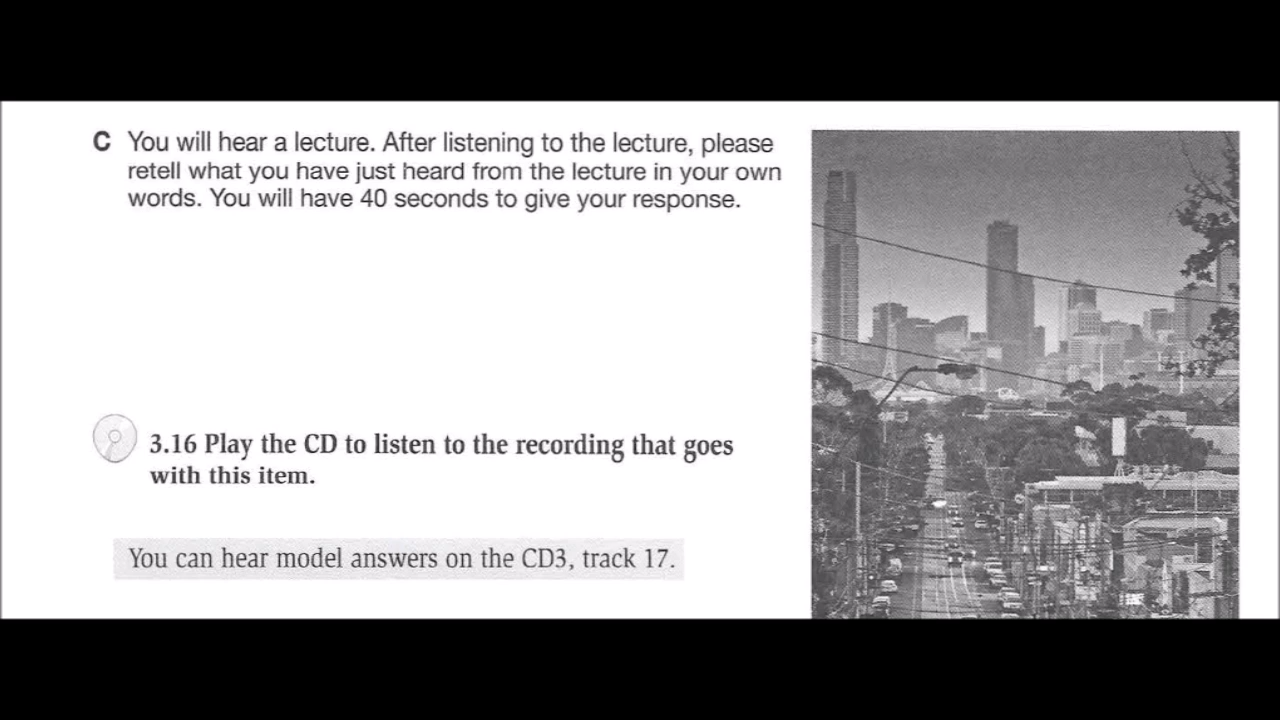 C You will hear a lecture. After listening to the lecture, please
retell what you have just heard from the lecture in your own
words. You will have 40 seconds to give your response.
3.16 Play the CD to listen to the recording that goes
with this item.
You can hear model answers on the CD3, track 17.